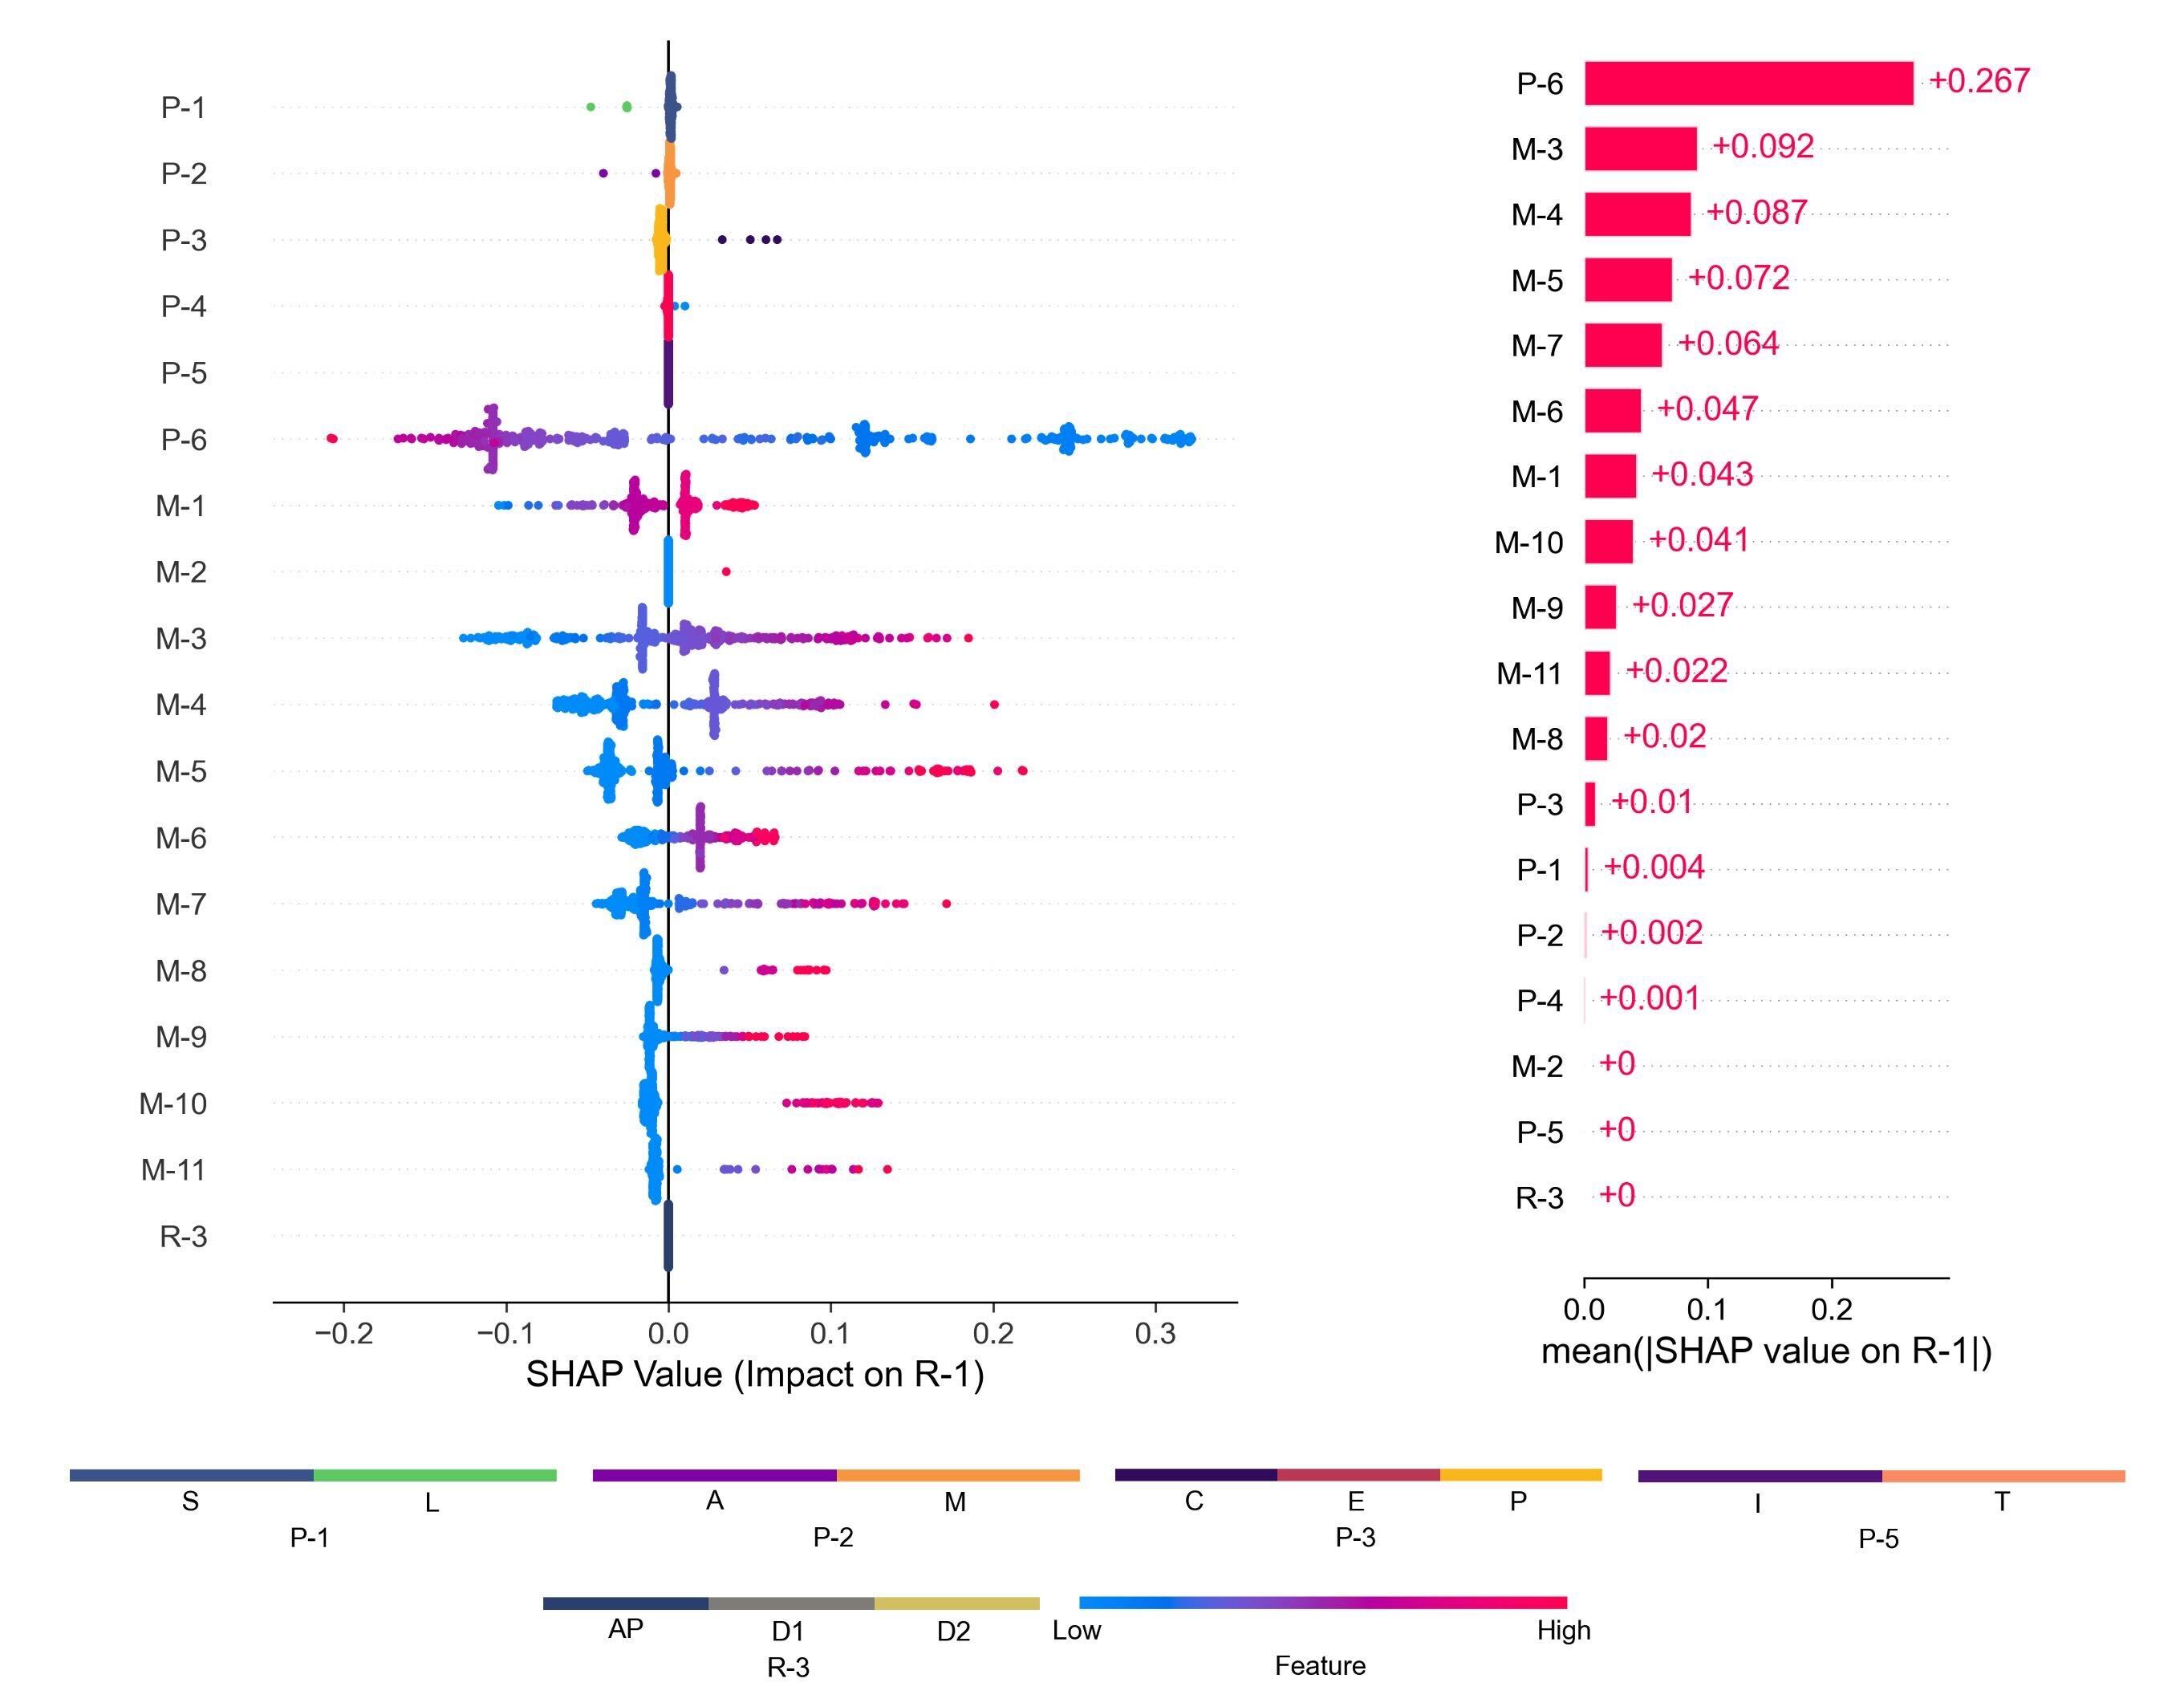 P-1
P-2
P-3
P-4
P-5
P-6
M-1
M-2
M-3
M-4
M-5
M-6
M-7
M-8
M-9
M-10
M-11
R-3
−0.2 −0.1 0.0 0.1 0.2 0.3
SHAP Value (Impact on R-1)
P-6 +0.267
M-3 +0.092
M-4 +0.087
M-5 +0.072
M-7 +0.064
M-6 +0.047
M-1 +0.043
M-10 +0.041
M-9 +0.027
M-11 +0.022
M-8 +0.02
P-3 +0.01
P-1 +0.004
P-2 +0.002
P-4 +0.001
M-2 +0
P-5 +0
R-3 +0
0.0 0.1 0.2
mean(|SHAP value on R-1|)
S L
P-1
A M
P-2
C E P
P-3
I T
P-5
AP D1 D2
R-3
Low High
Feature